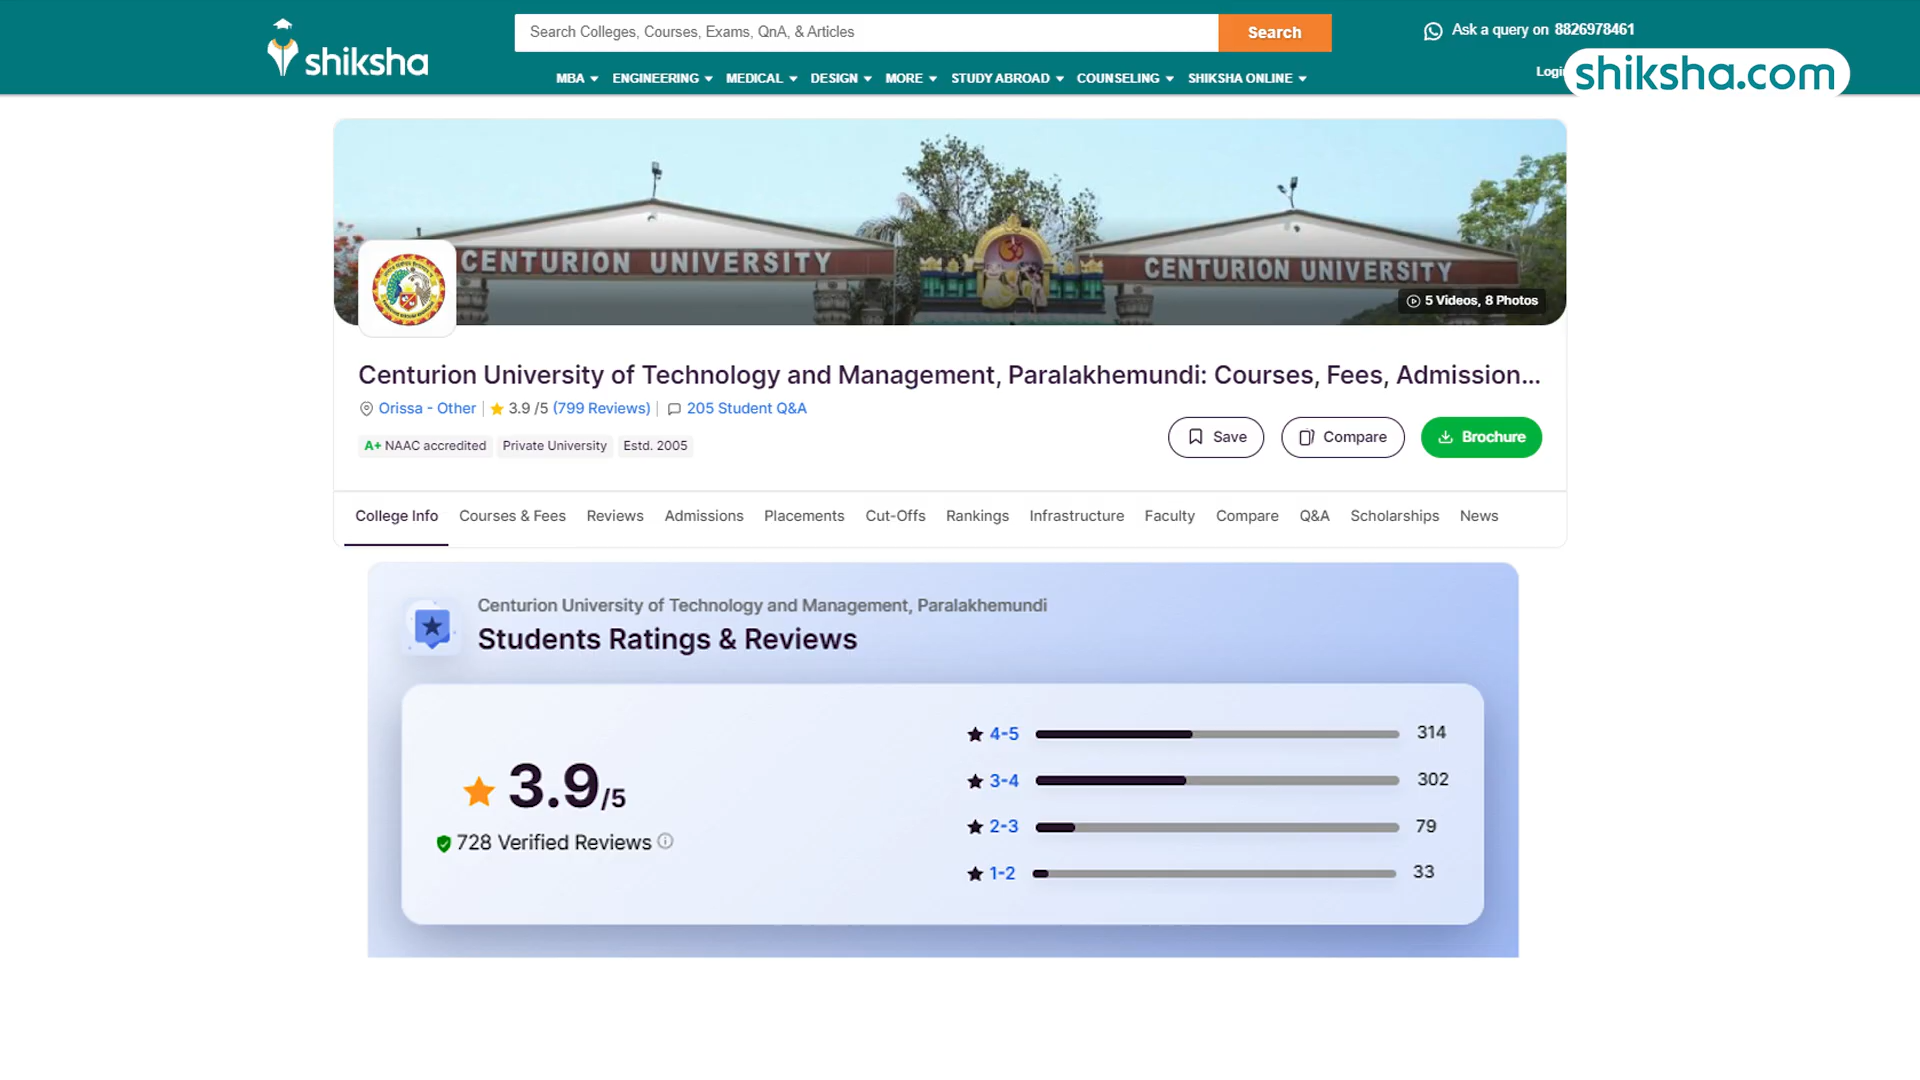 shiksha
Search Colleges, Courses, Exams, QnA, & Articles
Search
Ask a query on 8826978461
MBA ENGINEERING MEDICAL DESIGN MORE STUDY ABROAD COUNSELING SHIKSHA ONLINE
shiksha.com
CENTURION UNIVERSITY
CENTURION UNIVERSITY
5 Videos, 8 Photos
Centurion University of Technology and Management, Paralakhemundi: Courses, Fees, Admission...
Orissa - Other 3.9 /5 (799 Reviews) 205 Student Q&A
A+ NAAC accredited Private University Estd. 2005
Save Compare Brochure
College Info Courses & Fees Reviews Admissions Placements Cut-Offs Rankings Infrastructure Faculty Compare Q&A Scholarships News
Centurion University of Technology and Management, Paralakhemundi
Students Ratings & Reviews
3.9/5
728 Verified Reviews
4-5 314
3-4 302
2-3 79
1-2 33